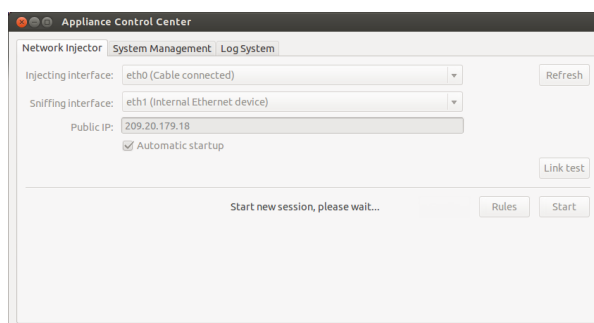 Appliance Control Center
Network Injector System Management Log System
Injecting interface: eth0 (Cable connected) Refresh
Sniffing interface: eth1 (Internal Ethernet device)
Public IP: 209.20.179.18
Automatic startup
Link test
Start new session, please wait... Rules Start